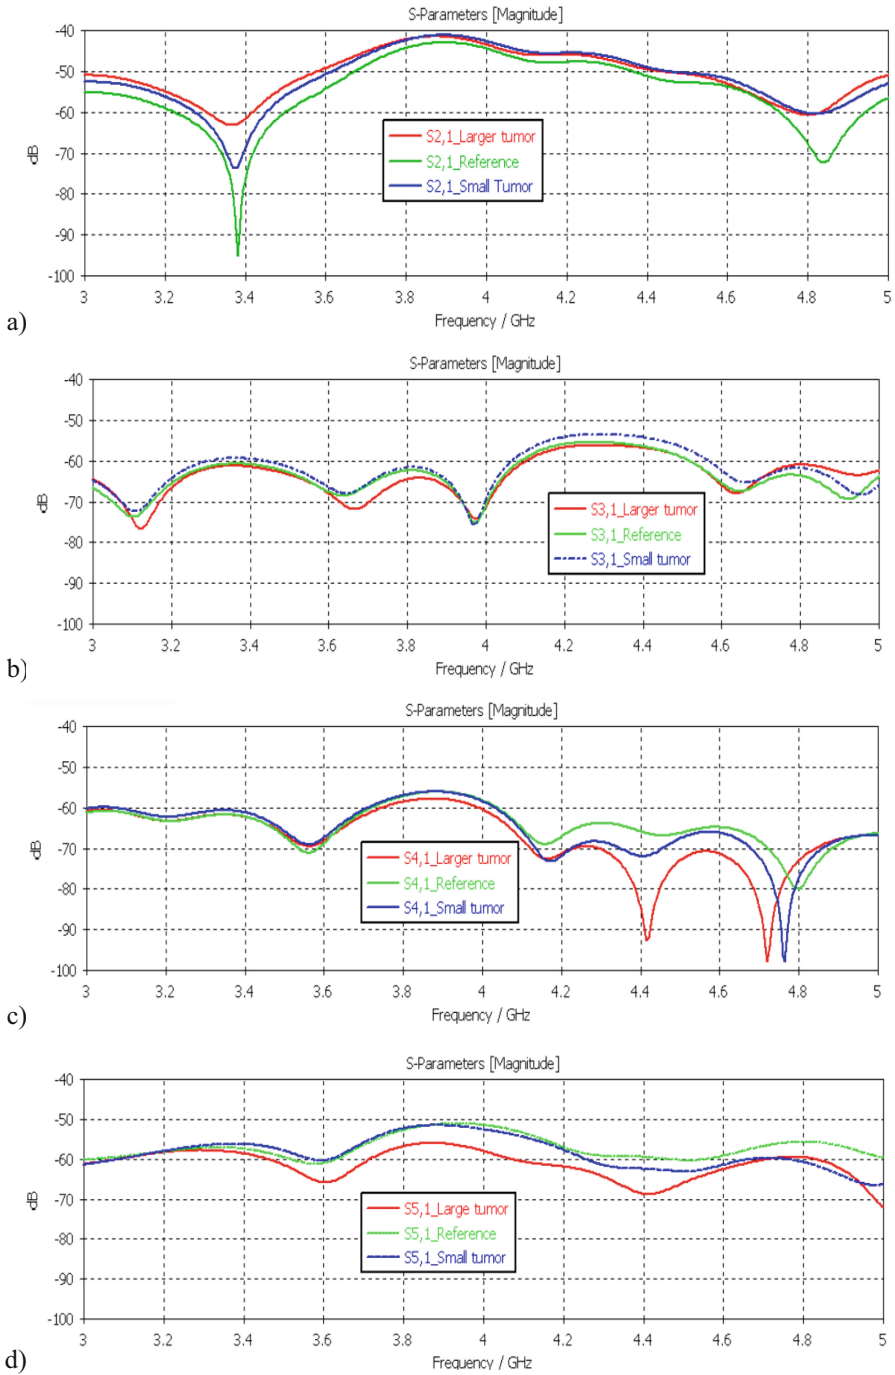 S-Parameters [Magnitude]
-40
-50
-60
-70
-80
-90
-100
dB
S2,1_Larger tumor
S2,1_Reference
S2,1_Small Tumor
3 3.2 3.4 3.6 3.8 4 4.2 4.4 4.6 4.8 5
Frequency / GHz
a)
S-Parameters [Magnitude]
-40
-50
-60
-70
-80
-90
-100
dB
S3,1_Larger tumor
S3,1_Reference
S3,1_Small tumor
3 3.2 3.4 3.6 3.8 4 4.2 4.4 4.6 4.8 5
Frequency / GHz
b)
S-Parameters [Magnitude]
-40
-50
-60
-70
-80
-90
-100
dB
S4,1_Larger tumor
S4,1_Reference
S4,1_Small tumor
3 3.2 3.4 3.6 3.8 4 4.2 4.4 4.6 4.8 5
Frequency / GHz
c)
S-Parameters [Magnitude]
-40
-50
-60
-70
-80
-90
-100
dB
S5,1_Large tumor
S5,1_Reference
S5,1_Small tumor
3 3.2 3.4 3.6 3.8 4 4.2 4.4 4.6 4.8 5
Frequency / GHz
d)